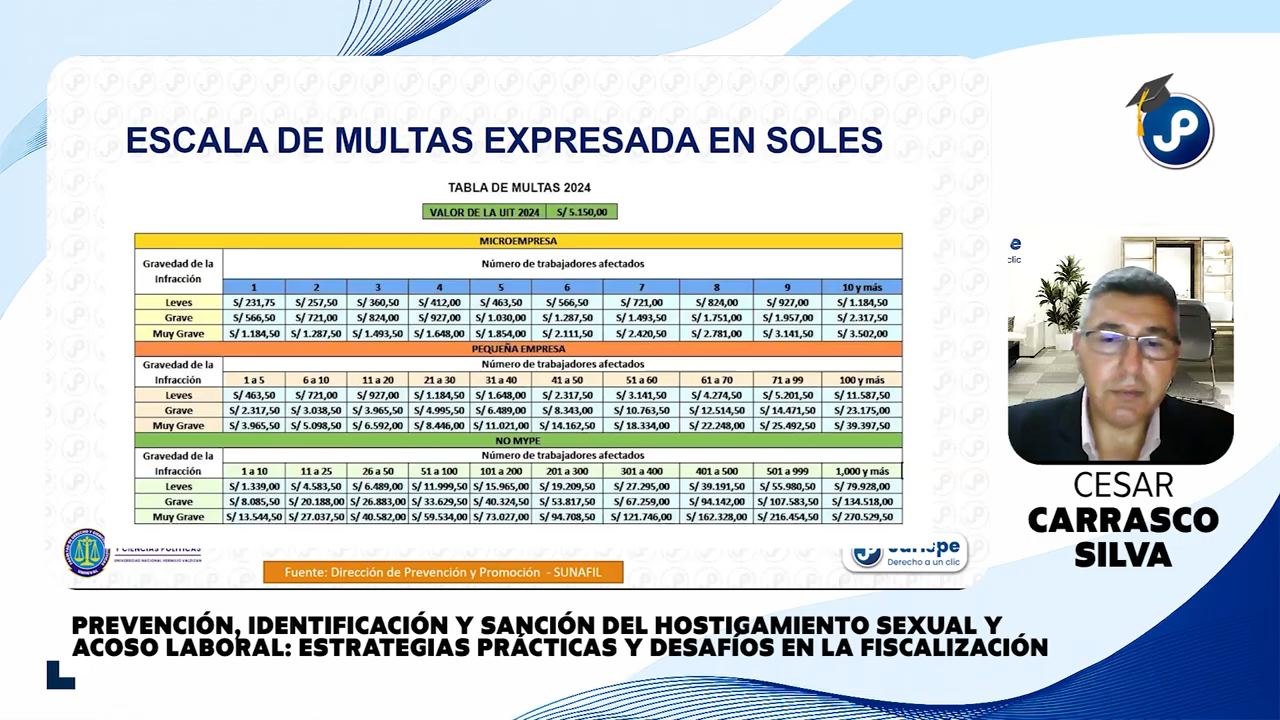 ESCALA DE MULTAS EXPRESADA EN SOLES
TABLA DE MULTAS 2024
VALOR DE LA UIT 2024 S/ 5.150,00
MICROEMPRESA
Gravedad de la Infracción Número de trabajadores afectados
1 2 3 4 5 6 7 8 9 10 y más
Leves S/ 231,75 S/ 257,50 S/ 360,50 S/ 412,00 S/ 463,50 S/ 566,50 S/ 721,00 S/ 824,00 S/ 927,00 S/ 1.184,50
Grave S/ 566,50 S/ 721,00 S/ 824,00 S/ 927,00 S/ 1.030,00 S/ 1.287,50 S/ 1.493,50 S/ 1.751,00 S/ 1.957,00 S/ 2.317,50
Muy Grave S/ 1.184,50 S/ 1.287,50 S/ 1.493,50 S/ 1.648,00 S/ 1.854,00 S/ 2.111,50 S/ 2.420,50 S/ 2.781,00 S/ 3.141,50 S/ 3.502,00
PEQUEÑA EMPRESA
Gravedad de la Número de trabajadores afectados
Infracción 1 a 5 6 a 10 11 a 20 21 a 30 31 a 40 41 a 50 51 a 60 61 a 70 71 a 99 100 y más
Leves S/ 463,50 S/ 721,00 S/ 927,00 S/ 1.184,50 S/ 1.648,00 S/ 2.317,50 S/ 3.141,50 S/ 4.274,50 S/ 5.201,50 S/ 11.587,50
Grave S/ 2.317,50 S/ 3.038,50 S/ 3.965,50 S/ 4.995,50 S/ 6.489,00 S/ 8.343,00 S/ 10.763,50 S/ 12.514,50 S/ 14.471,50 S/ 23.175,00
Muy Grave S/ 3.965,50 S/ 5.098,50 S/ 6.592,00 S/ 8.446,00 S/ 11.021,00 S/ 14.162,50 S/ 18.334,00 S/ 22.248,00 S/ 25.492,50 S/ 39.397,50
NO MYPE
Gravedad de la Número de trabajadores afectados
Infracción 1 a 10 11 a 25 26 a 50 51 a 100 101 a 200 201 a 300 301 a 400 401 a 500 501 a 999 1,000 y más
Leves S/ 1.339,00 S/ 4.583,50 S/ 6.489,00 S/ 11.999,50 S/ 15.965,00 S/ 19.209,50 S/ 27.295,00 S/ 39.191,50 S/ 55.980,50 S/ 79.928,00
Grave S/ 8.085,50 S/ 20.188,00 S/ 26.883,00 S/ 33.629,50 S/ 40.324,50 S/ 53.817,50 S/ 67.259,00 S/ 94.142,00 S/ 107.583,50 S/ 134.518,00
Muy Grave S/ 13.544,50 S/ 27.037,50 S/ 40.582,00 S/ 59.534,00 S/ 73.027,00 S/ 94.708,50 S/ 121.746,00 S/ 162.328,00 S/ 216.454,50 S/ 270.529,50
Y CIENCIAS POLÍTICAS
UNIVERSIDAD NACIONAL HERMILIO VALDIZAN
Fuente: Dirección de Prevención y Promoción - SUNAFIL
Derecho a un clic
JP
e
clic
CESAR
CARRASCO
SILVA
PREVENCIÓN, IDENTIFICACIÓN Y SANCIÓN DEL HOSTIGAMIENTO SEXUAL Y
ACOSO LABORAL: ESTRATEGIAS PRÁCTICAS Y DESAFÍOS EN LA FISCALIZACIÓN